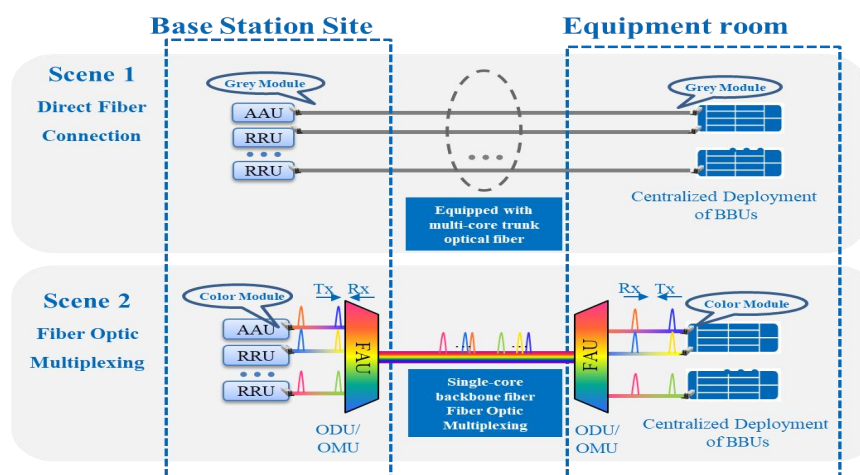 Base Station Site
Equipment room
Scene 1
Direct Fiber
Connection
Grey Module
AAU
RRU
RRU
Equipped with
multi-core trunk
optical fiber
Grey Module
Centralized Deployment
of BBUs
Scene 2
Fiber Optic
Multiplexing
Color Module
AAU
RRU
RRU
Tx
Rx
FAU
ODU/
OMU
Single-core
backbone fiber
Fiber Optic
Multiplexing
Rx
Tx
FAU
ODU/
OMU
Color Module
Centralized Deployment
of BBUs